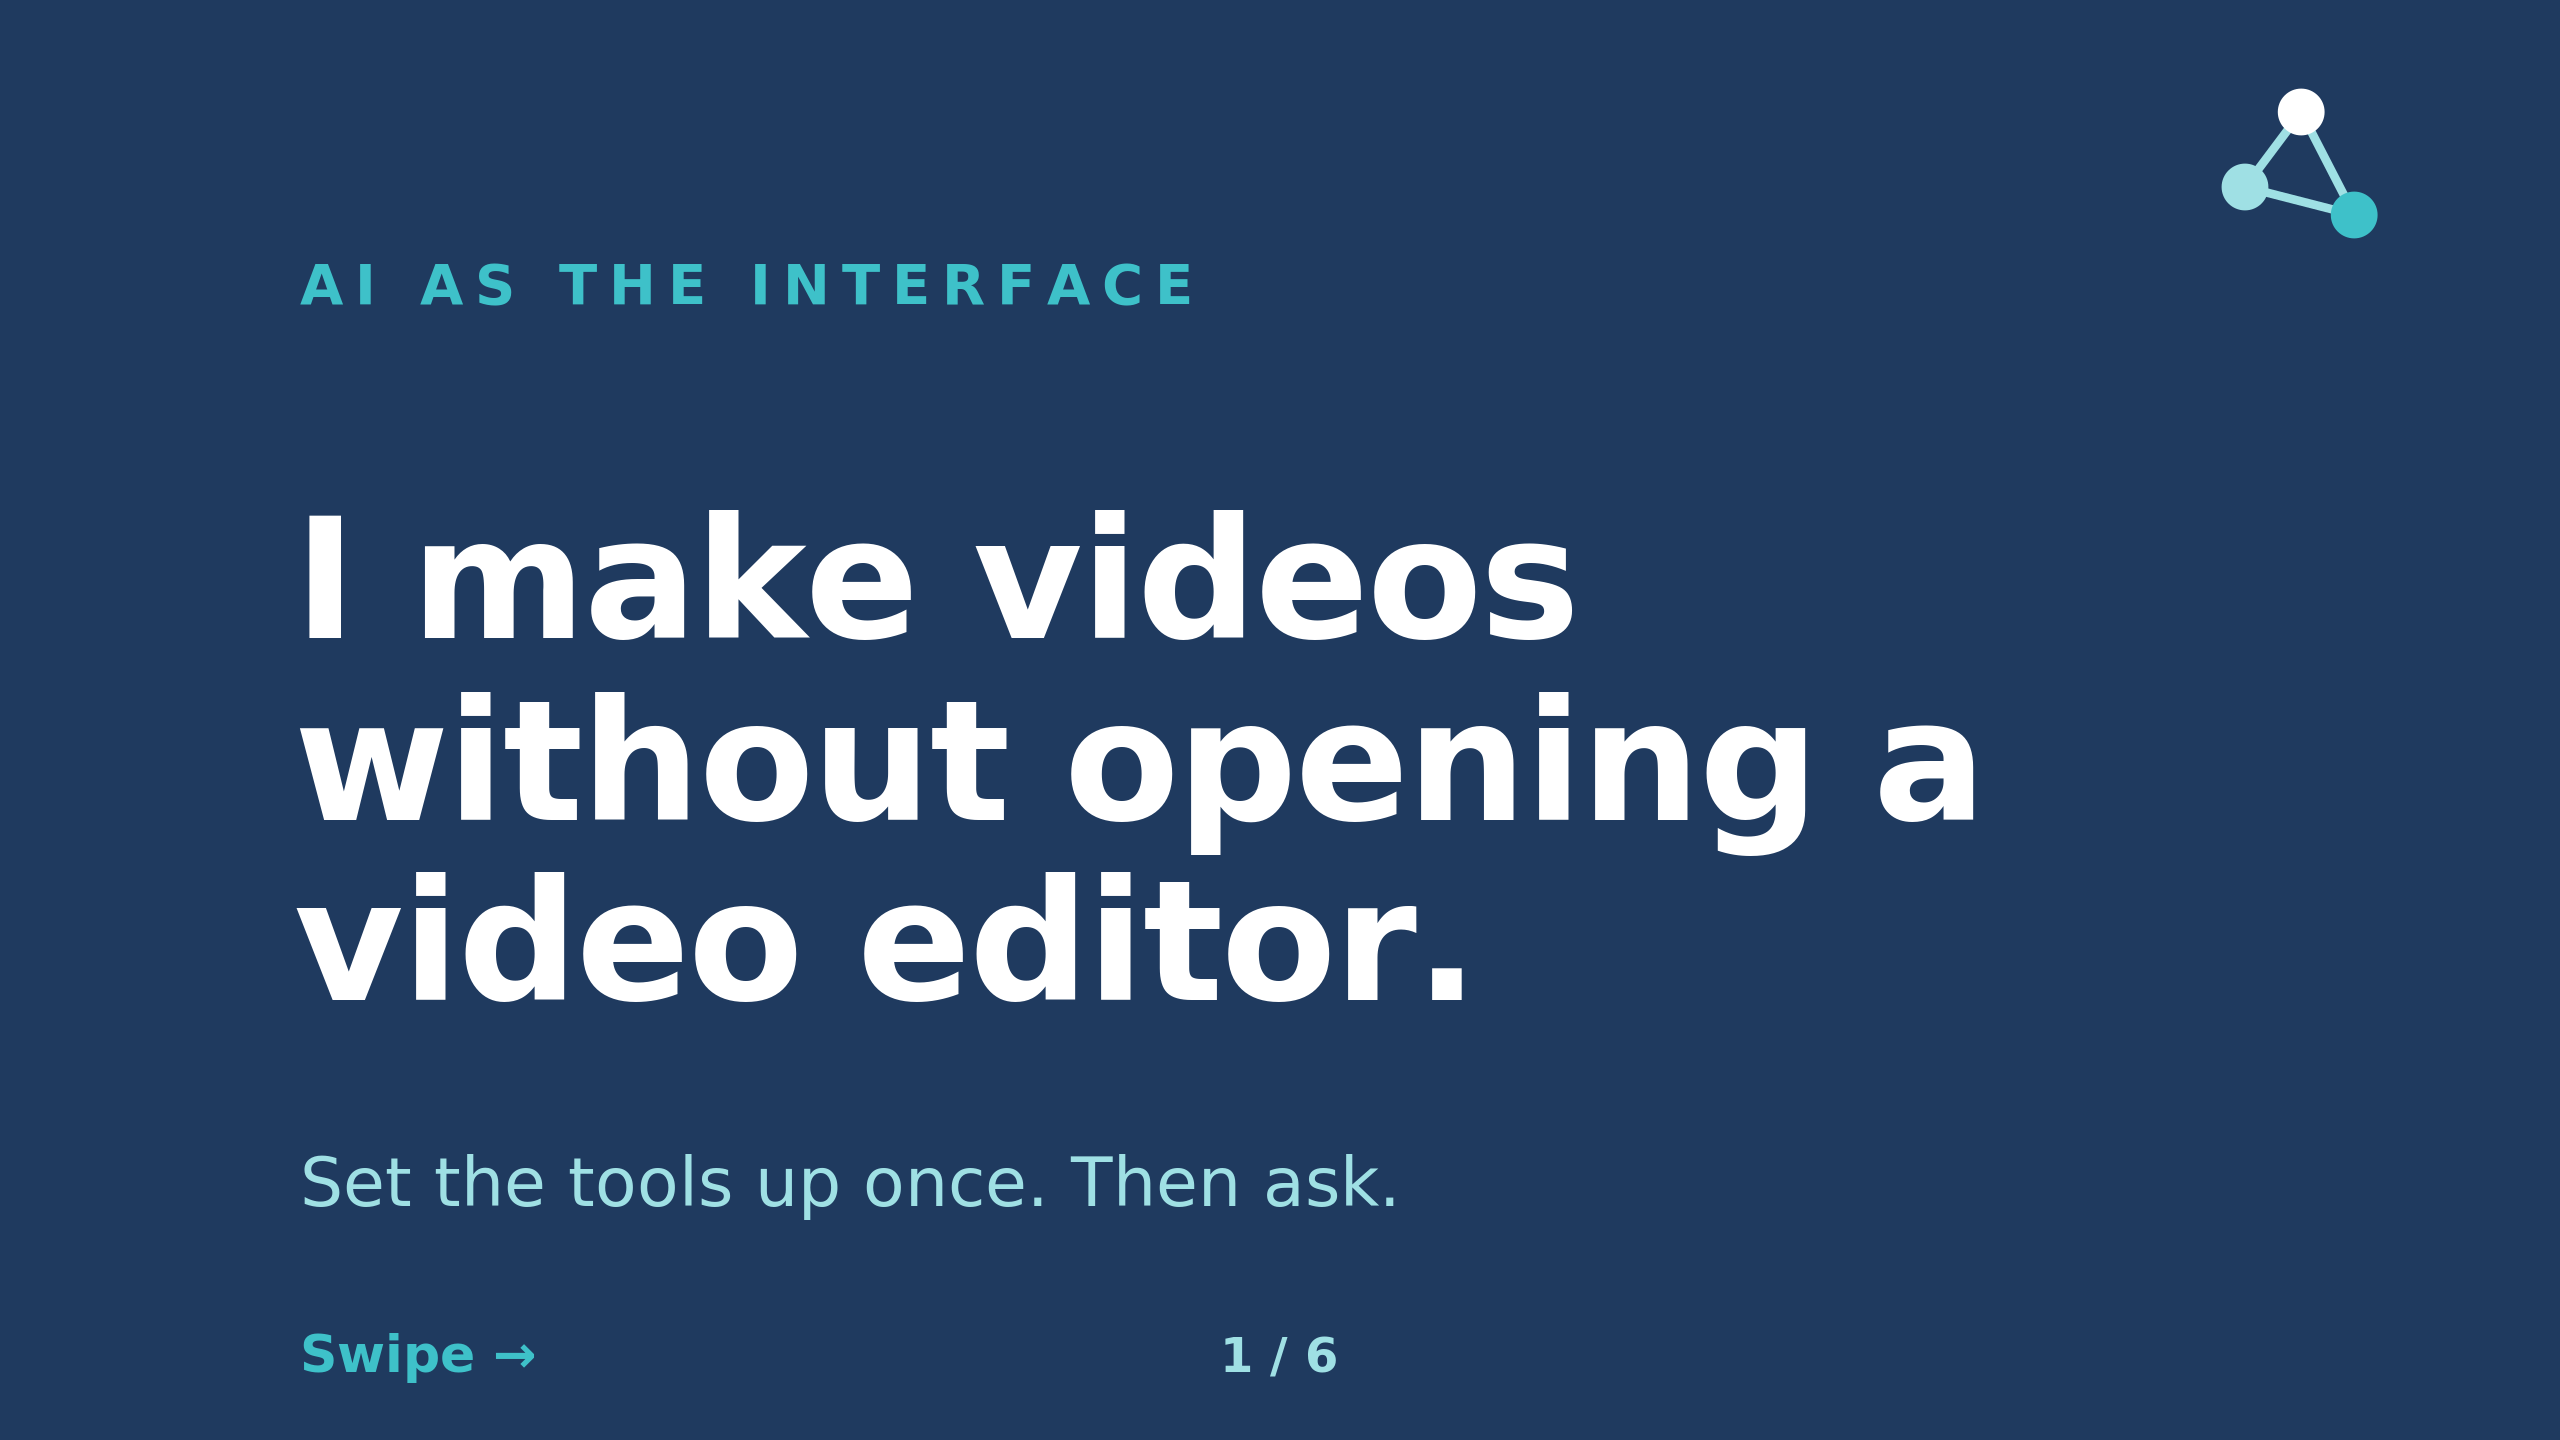 AI AS THE INTERFACE
I make videos
without opening a
video editor.
Set the tools up once. Then ask.
Swipe →
1 / 6